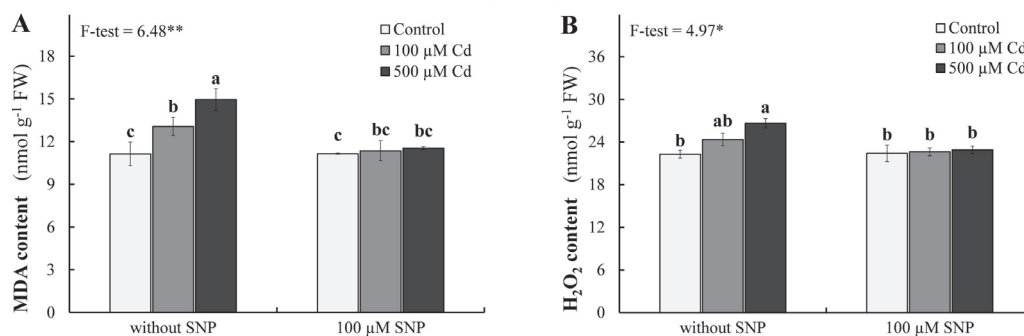 A
F-test = 6.48**
Control
100 µM Cd
500 µM Cd
MDA content (nmol g-1 FW)
18
15
12
9
6
3
0
c
b
a
c
bc
bc
without SNP
100 µM SNP
B
F-test = 4.97*
Control
100 µM Cd
500 µM Cd
H2O2 content (nmol g-1 FW)
36
30
24
18
12
6
0
b
ab
a
b
b
b
without SNP
100 µM SNP